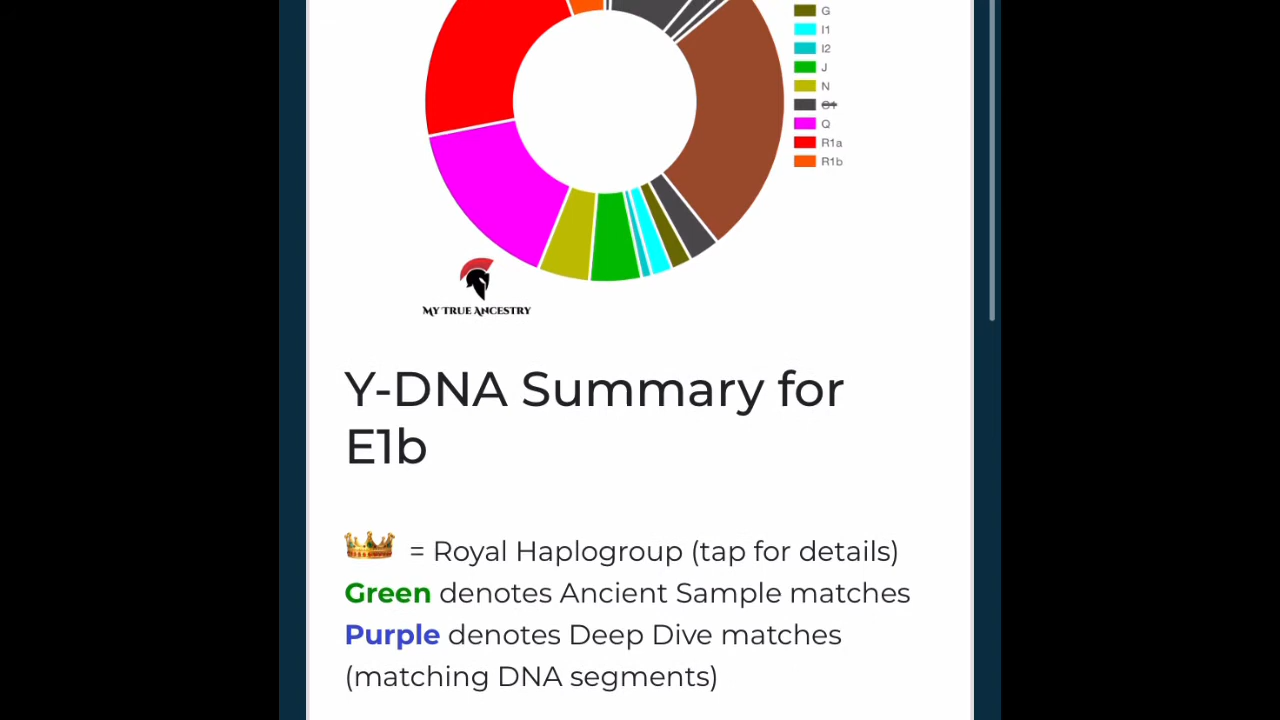 G
I1
I2
J
N
Q
R1a
R1b
MY TRUE ANCESTRY
Y-DNA Summary for
E1b
= Royal Haplogroup (tap for details)
Green denotes Ancient Sample matches
Purple denotes Deep Dive matches
(matching DNA segments)